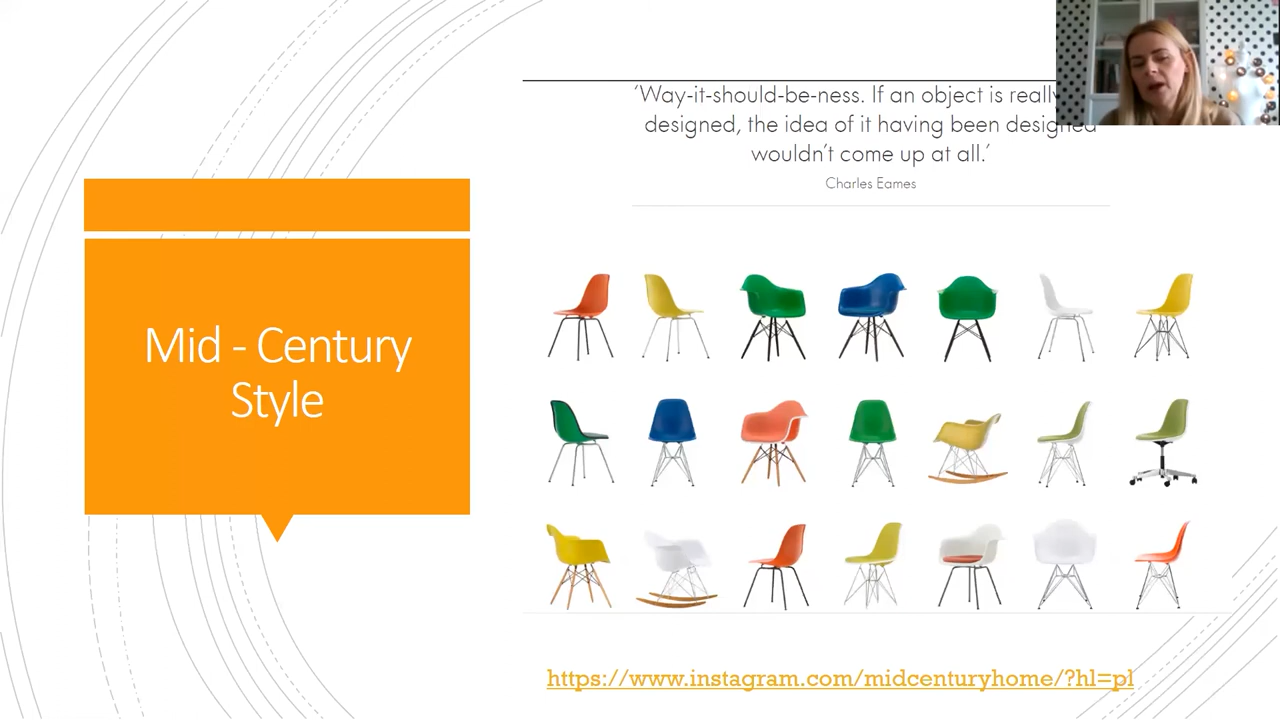 ‘Way-it-should-be-ness. If an object is really
designed, the idea of it having been designed
wouldn’t come up at all.’
Charles Eames
Mid - Century
Style
https://www.instagram.com/midcenturyhome/?hl=pl